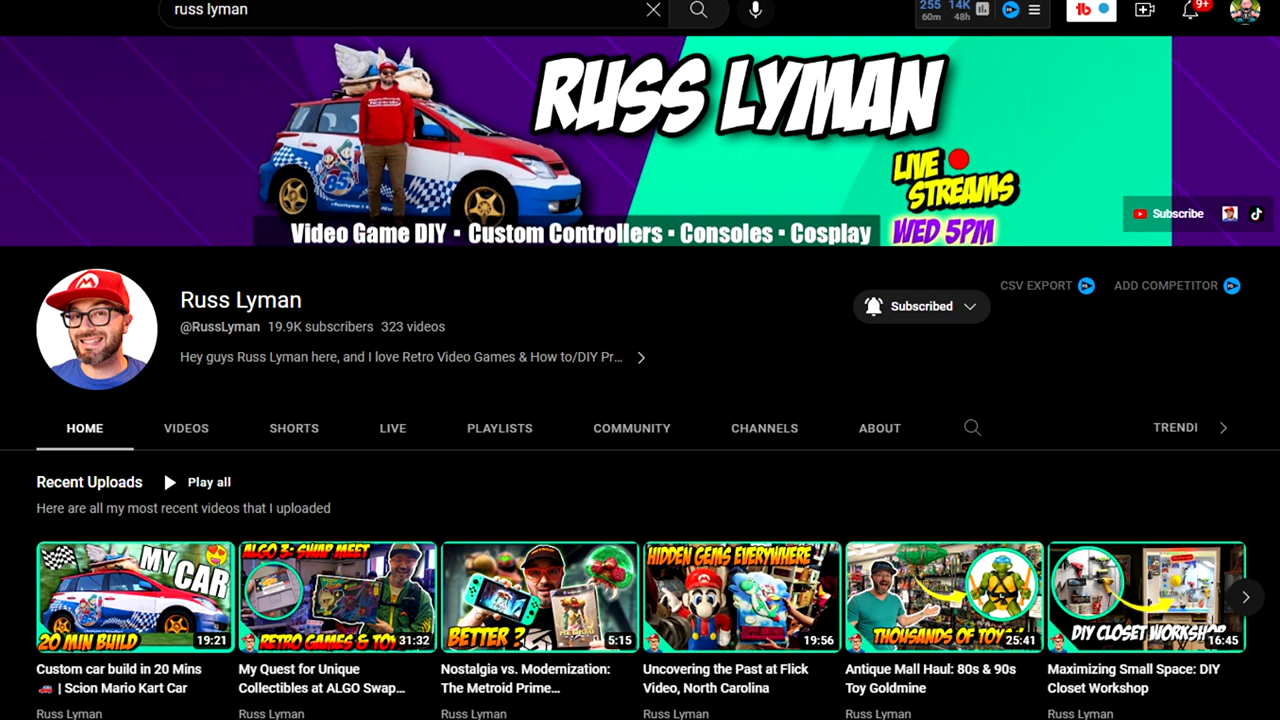 russ lyman
255 14K
60m 48h
9+
RUSS LYMAN
LIVE
STREAMS
WED 5PM
Video Game DIY • Custom Controllers • Consoles • Cosplay
Subscribe
Russ Lyman
@RussLyman 19.9K subscribers 323 videos
Hey guys Russ Lyman here, and I love Retro Video Games & How to/DIY Pr...
Subscribed
CSV EXPORT
ADD COMPETITOR
HOME VIDEOS SHORTS LIVE PLAYLISTS COMMUNITY CHANNELS ABOUT TRENDI
Recent Uploads Play all
Here are all my most recent videos that I uploaded
MY
CAR
20 MIN BUILD
19:21
Custom car build in 20 Mins
| Scion Mario Kart Car
Russ Lyman
ALGO 3: SWAP MEET
RETRO GAMES & TOY
31:32
My Quest for Unique
Collectibles at ALGO Swap...
Russ Lyman
BETTER ?
5:15
Nostalgia vs. Modernization:
The Metroid Prime...
Russ Lyman
HIDDEN GEMS EVERYWHERE
19:56
Uncovering the Past at Flick
Video, North Carolina
Russ Lyman
THOUSANDS OF TOY
25:41
Antique Mall Haul: 80s & 90s
Toy Goldmine
Russ Lyman
DIY CLOSET WORKSHOP
16:45
Maximizing Small Space: DIY
Closet Workshop
Russ Lyman